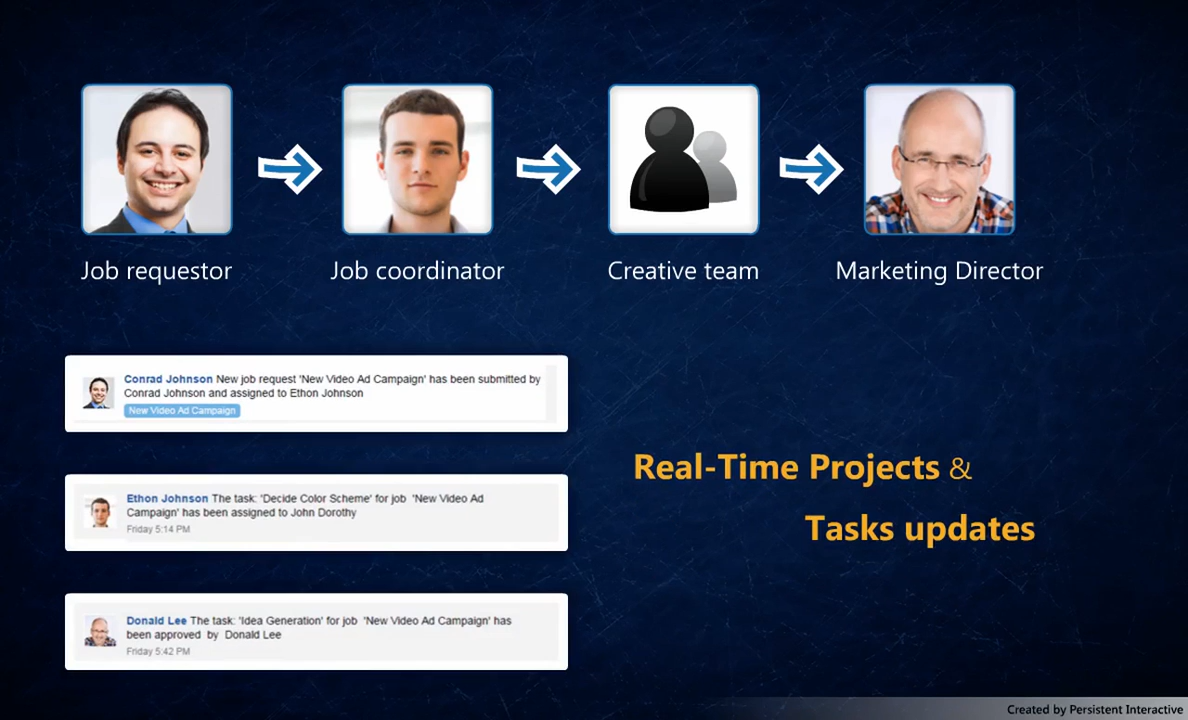 Job requestor
Job coordinator
Creative team
Marketing Director
Conrad Johnson New job request 'New Video Ad Campaign' has been submitted by
Conrad Johnson and assigned to Ethon Johnson
New Video Ad Campaign
Ethon Johnson The task: 'Decide Color Scheme' for job 'New Video Ad
Campaign' has been assigned to John Dorothy
Friday 5:14 PM
Donald Lee The task: 'Idea Generation' for job 'New Video Ad Campaign' has
been approved by Donald Lee
Friday 5:42 PM
Real-Time Projects &
Tasks updates
Created by Persistent Interactive